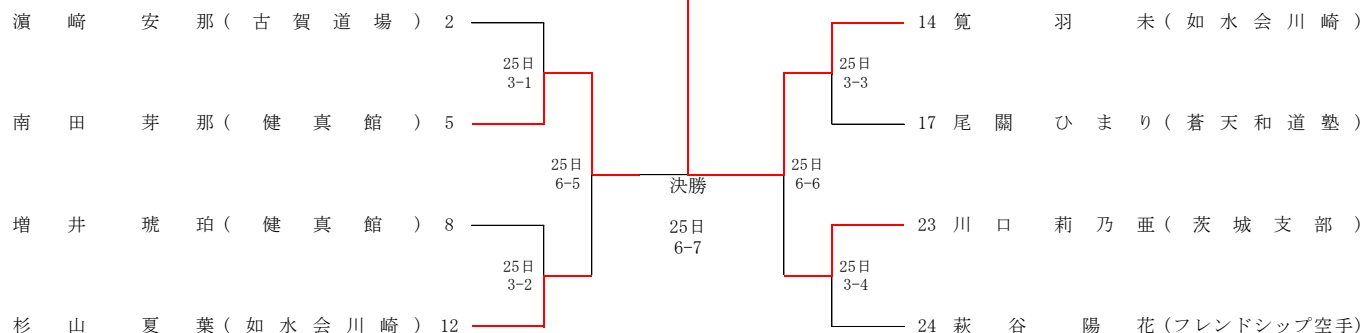 濵﨑安那(古賀道場) 2
14 筧羽未(如水会川崎)
25日
3-1
25日
3-3
南田芽那(健真館) 5
17 尾關ひまり(蒼天和道塾)
25日
6-5
25日
6-6
決勝
25日
6-7
増井琥珀(健真館) 8
23 川口莉乃亜(茨城支部)
25日
3-2
25日
3-4
杉山夏葉(如水会川崎) 12
24 萩谷陽花(フレンドシップ空手)